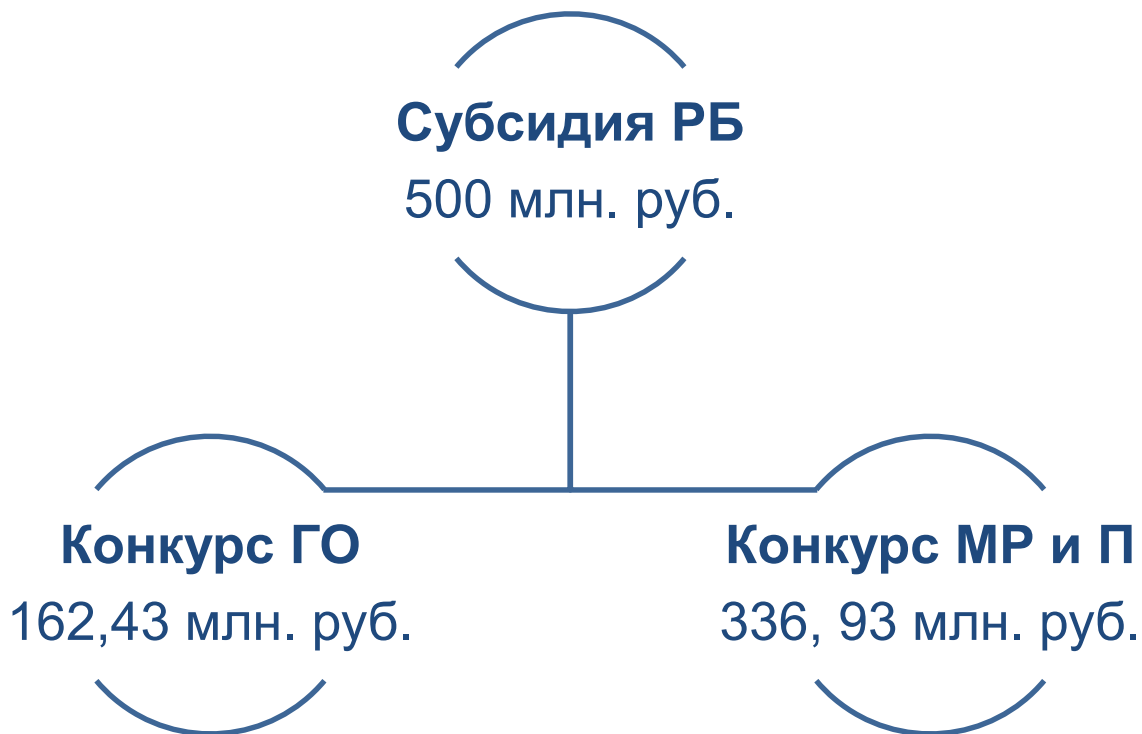 Субсидия РБ
500 млн. руб.
Конкурс ГО
162,43 млн. руб.
Конкурс МР и П
336, 93 млн. руб.